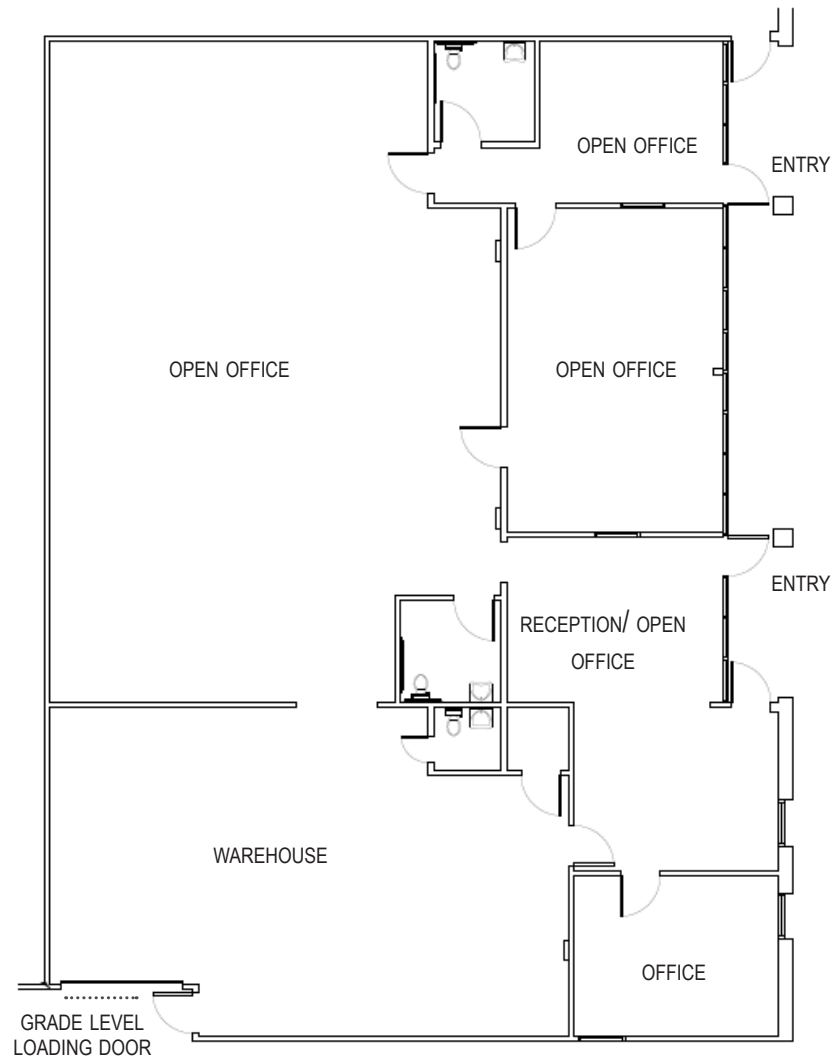 OPEN OFFICE
ENTRY
OPEN OFFICE
OPEN OFFICE
ENTRY
RECEPTION/ OPEN
OFFICE
WAREHOUSE
OFFICE
GRADE LEVEL
LOADING DOOR